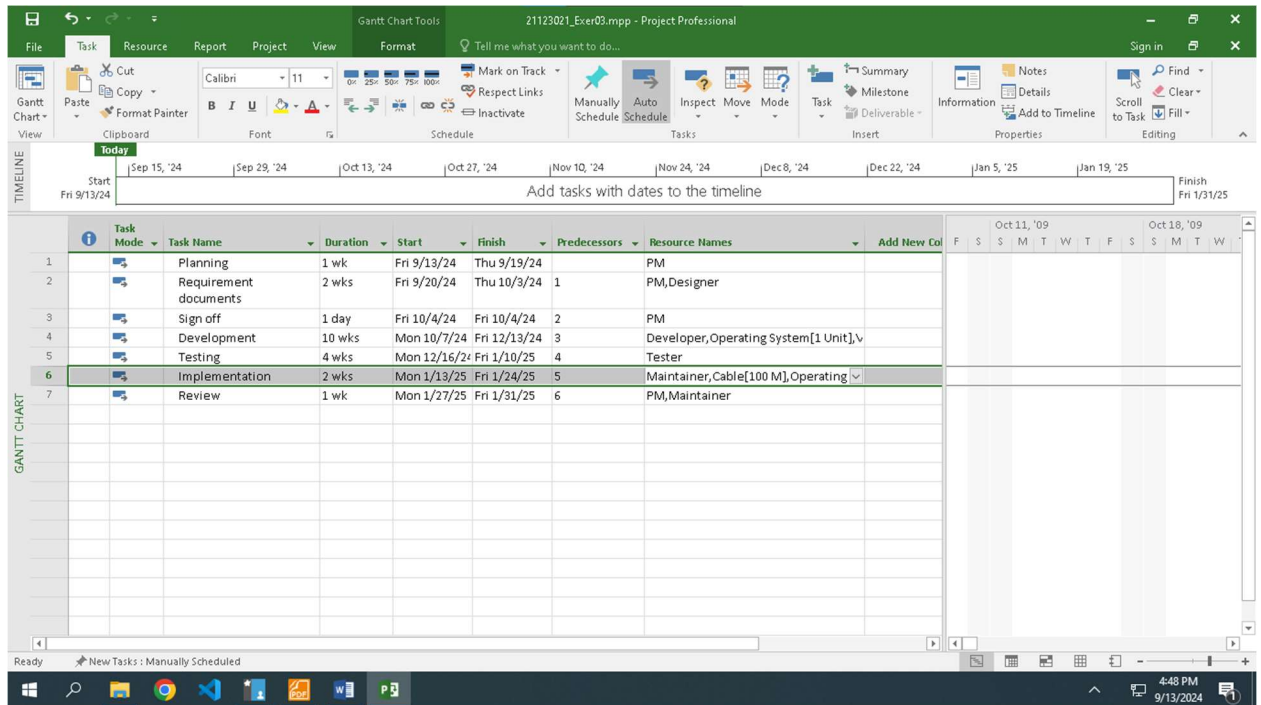 Gantt Chart Tools
21123021_Exer03.mpp - Project Professional
File Task Resource Report Project View Format Tell me what you want to do... Sign in
Cut
Copy
Format Painter
Paste
Gantt Chart
Calibri 11
B I U A
0% 25% 50% 75% 100%
Mark on Track
Respect Links
Inactivate
Manually Schedule
Auto Schedule
Inspect Move Mode
Task
Summary
Milestone
Deliverable
Information
Notes
Details
Add to Timeline
Scroll to Task
Find
Clear
Fill
View Clipboard Font Schedule Tasks Insert Properties Editing
TIMELINE
Today
Sep 15, '24 Sep 29, '24 Oct 13, '24 Oct 27, '24 Nov 10, '24 Nov 24, '24 Dec 8, '24 Dec 22, '24 Jan 5, '25 Jan 19, '25
Start
Fri 9/13/24
Add tasks with dates to the timeline
Finish
Fri 1/31/25
GANTT CHART
Task Mode Task Name Duration Start Finish Predecessors Resource Names Add New Col
Oct 11, '09 Oct 18, '09
F S S M T W T F S S M T W
1 Planning 1 wk Fri 9/13/24 Thu 9/19/24 PM
2 Requirement documents 2 wks Fri 9/20/24 Thu 10/3/24 1 PM,Designer
3 Sign off 1 day Fri 10/4/24 Fri 10/4/24 2 PM
4 Development 10 wks Mon 10/7/24 Fri 12/13/24 3 Developer,Operating System[1 Unit],
5 Testing 4 wks Mon 12/16/24 Fri 1/10/25 4 Tester
6 Implementation 2 wks Mon 1/13/25 Fri 1/24/25 5 Maintainer,Cable[100 M],Operating
7 Review 1 wk Mon 1/27/25 Fri 1/31/25 6 PM,Maintainer
Ready New Tasks : Manually Scheduled
4:48 PM
9/13/2024